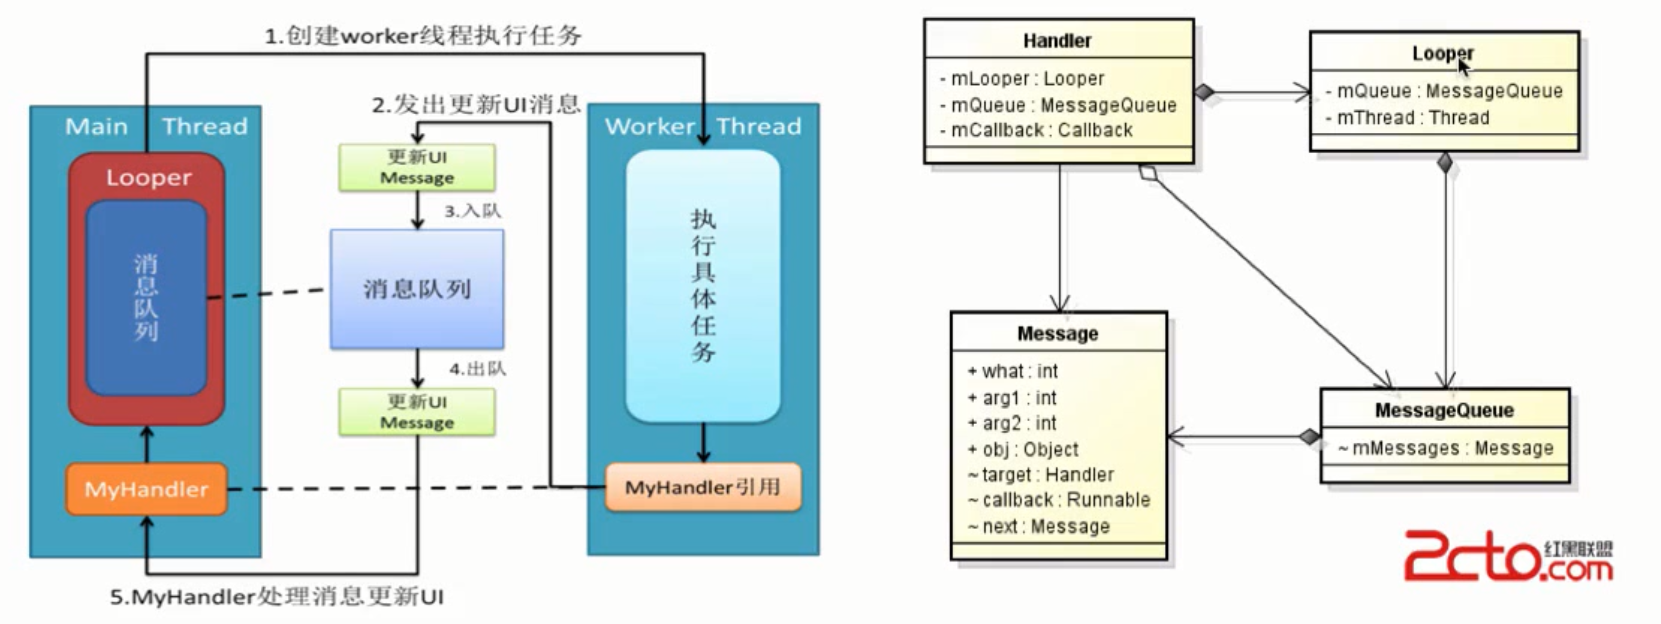 1.创建worker线程执行任务
2.发出更新UI消息
Main Thread
Looper
消息队列
更新UI
Message
3.入队
消息队列
4.出队
更新UI
Message
MyHandler
Worker Thread
执行具体任务
MyHandler引用
5.MyHandler处理消息更新UI
Handler
- mLooper : Looper
- mQueue : MessageQueue
- mCallback : Callback
Looper
- mQueue : MessageQueue
- mThread : Thread
Message
+ what : int
+ arg1 : int
+ arg2 : int
+ obj : Object
~ target : Handler
~ callback : Runnable
~ next : Message
MessageQueue
~ mMessages : Message
2cto.com
红黑联盟